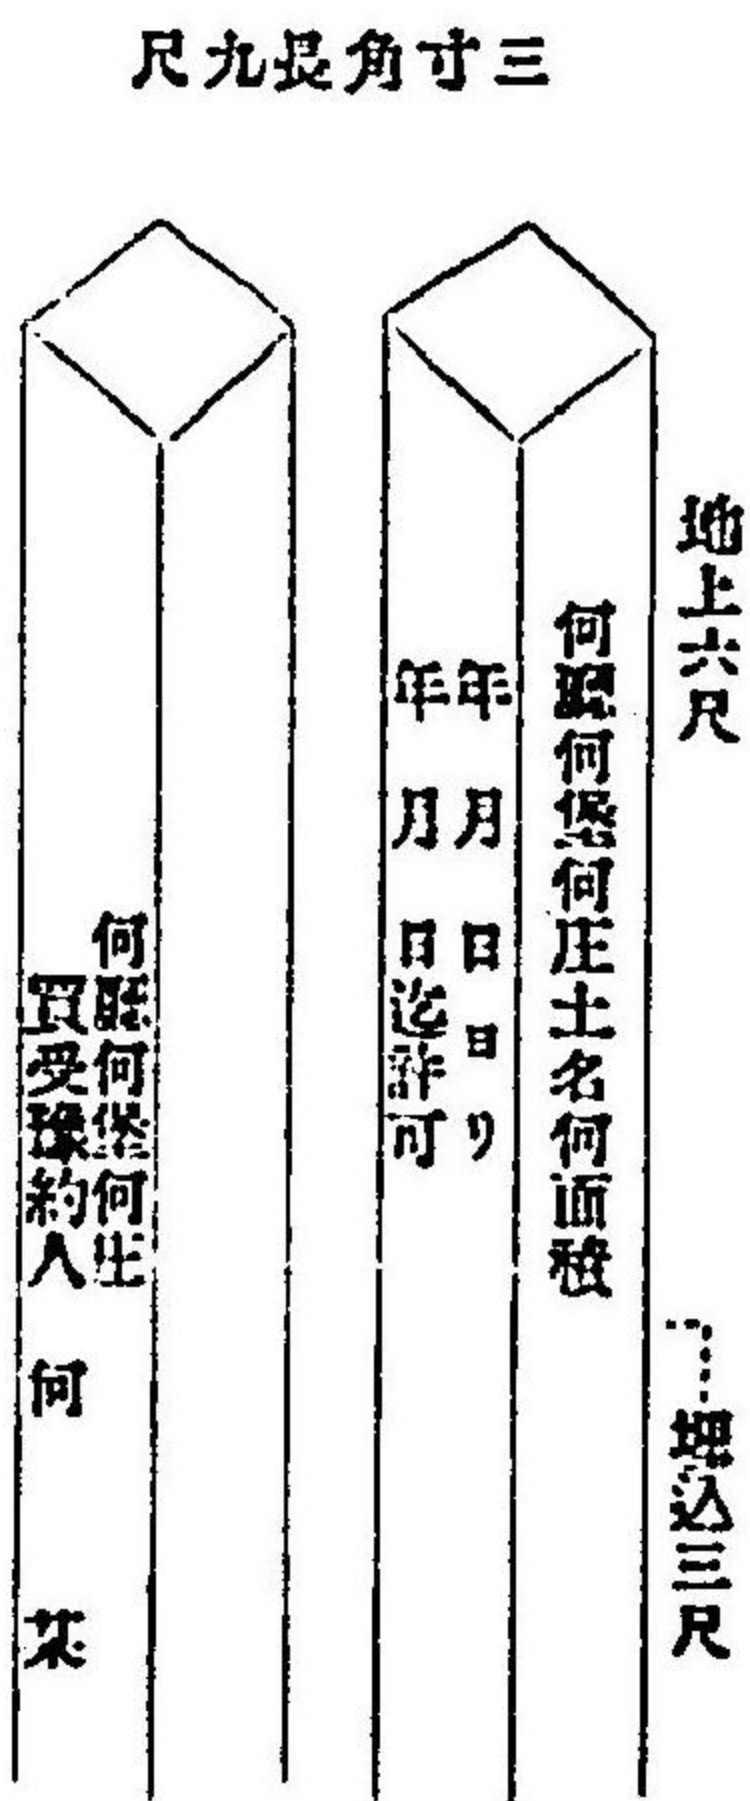 三寸角長九尺
地上六尺
埋込三尺
何廳何堡何庄土名何面積
年月日ヨリ
年月日迄許可
何廳何堡何庄
買受豫約人何某